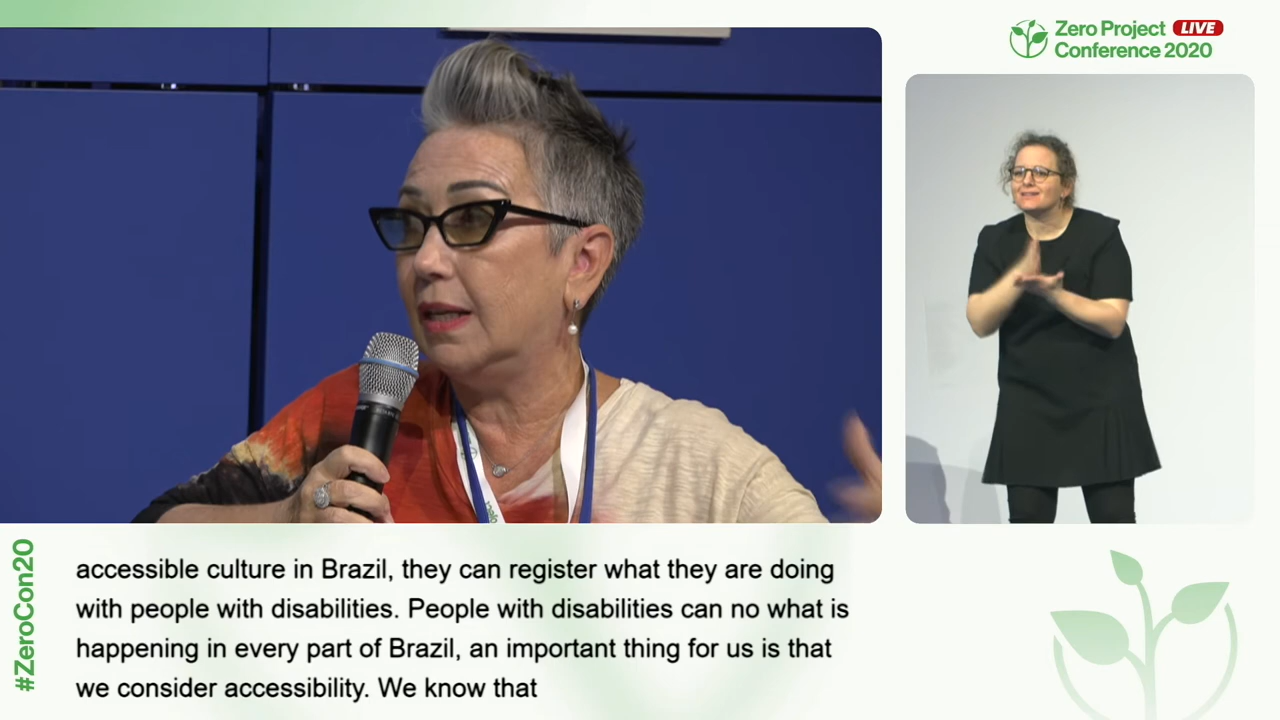 Zero Project LIVE
Conference 2020
#ZeroCon20
accessible culture in Brazil, they can register what they are doing
with people with disabilities. People with disabilities can no what is
happening in every part of Brazil, an important thing for us is that
we consider accessibility. We know that